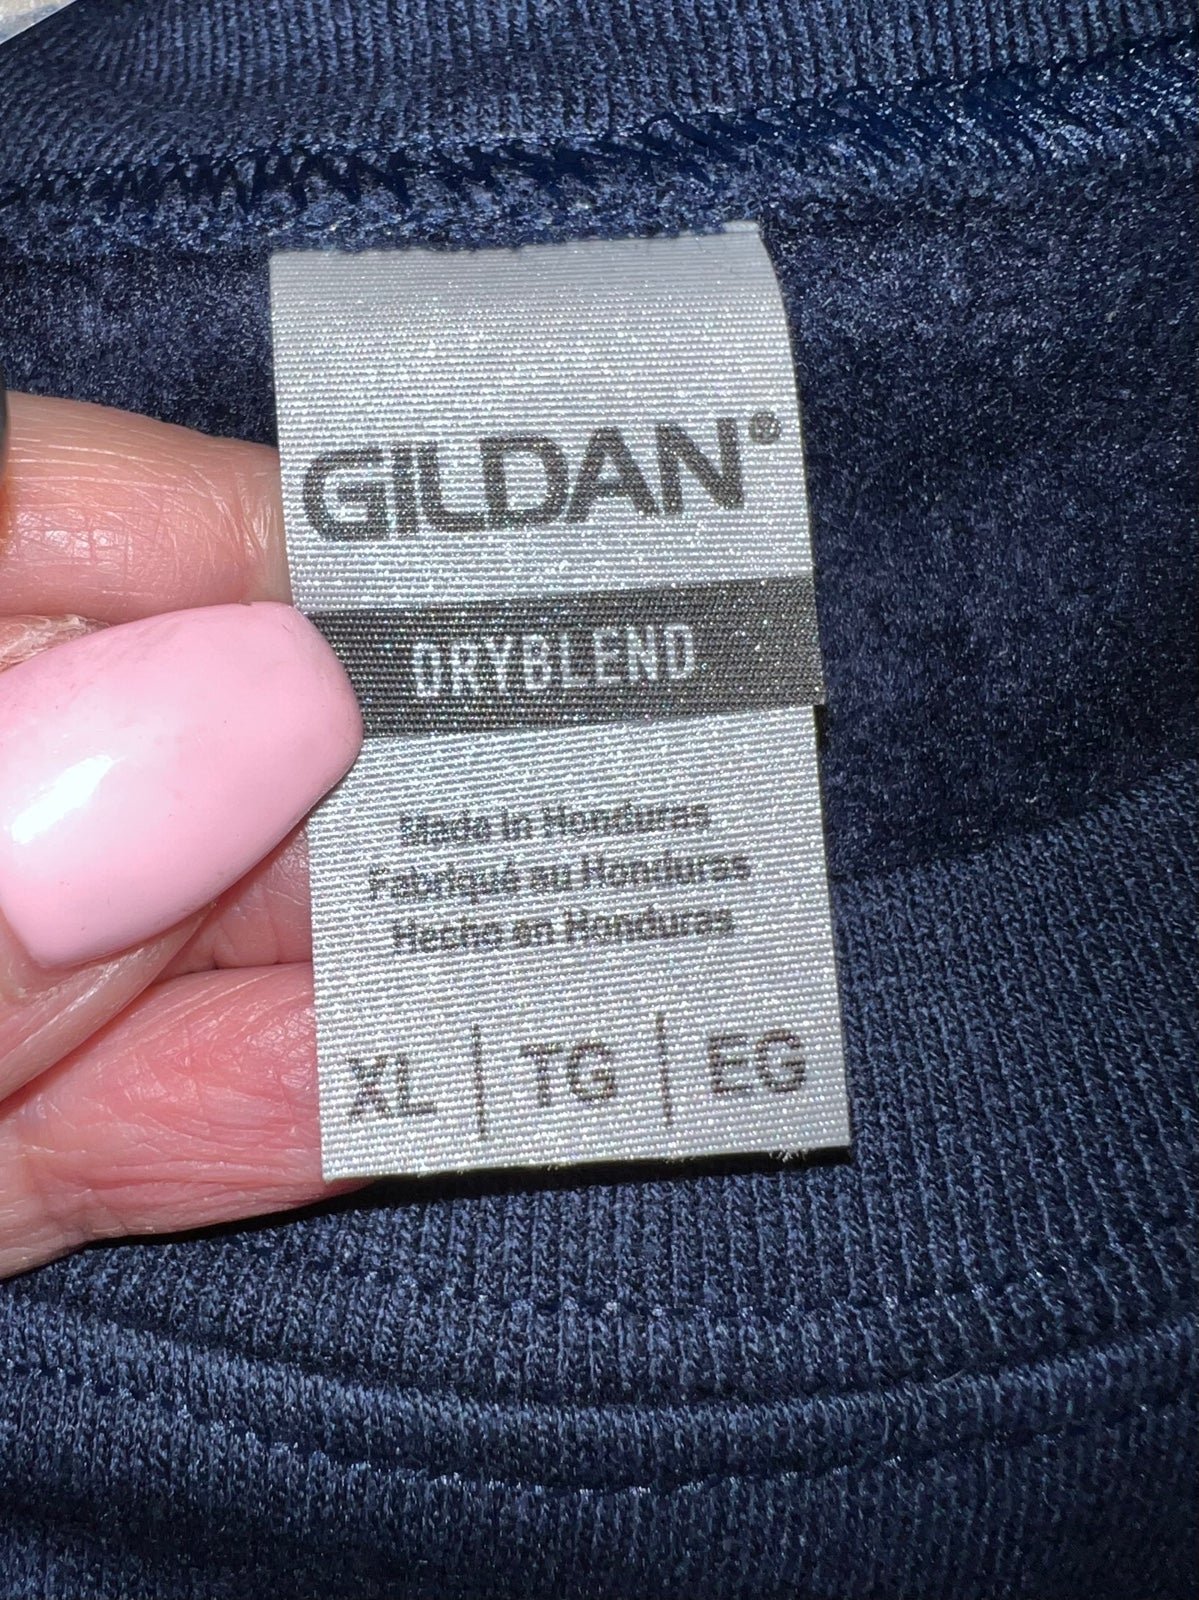 GILDAN®
DRYBLEND
Made in Honduras
Fabriqué au Honduras
Hecho en Honduras
XL | TG | EG